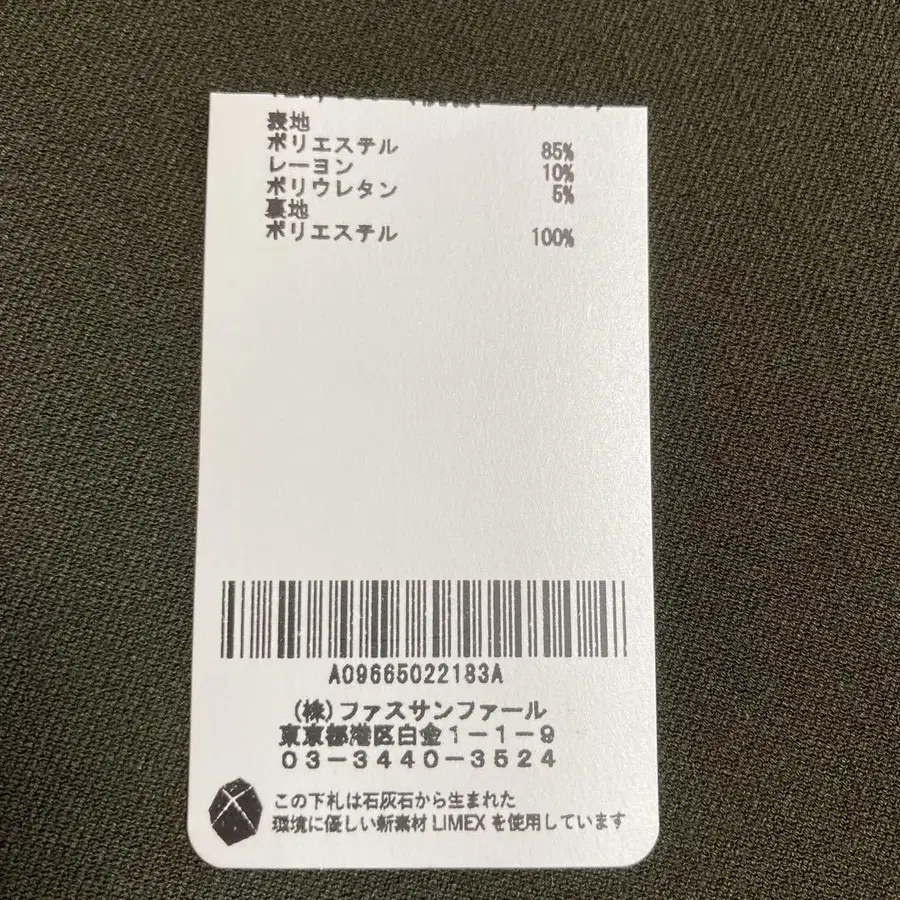 表地
ポリエステル 85%
レーヨン 10%
ポリウレタン 5%
裏地
ポリエステル 100%
A09665022183A
(株)ファスサンファール
東京都港区白金1-1-9
03-3440-3524
この下札は石灰石から生まれた
環境に優しい新素材 LIMEX を使用しています